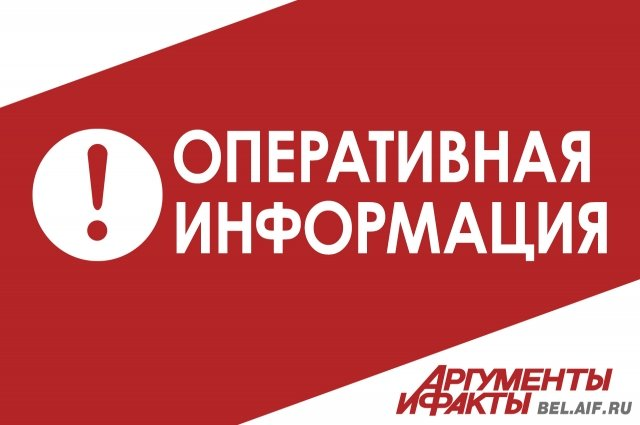 !
ОПЕРАТИВНАЯ
ИНФОРМАЦИЯ
АРГУМЕНТЫ
И ФАКТЫ BEL.AIF.RU